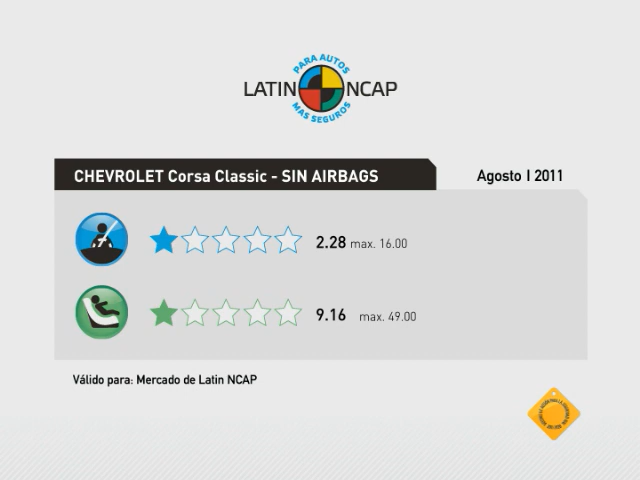 PARA AUTOS
LATIN NCAP
MAS SEGUROS
CHEVROLET Corsa Classic - SIN AIRBAGS
Agosto I 2011
2.28 max. 16.00
9.16 max. 49.00
Válido para: Mercado de Latin NCAP